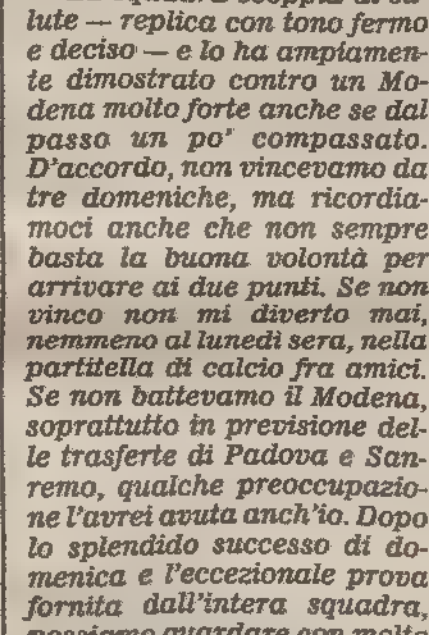 lute — replica con tono fermo
e deciso — e lo ha ampiamen-
te dimostrato contro un Mo-
dena molto forte anche se dal
passo un po' compassato.
D'accordo, non vincevamo da
tre domeniche, ma ricordia-
moci anche che non sempre
basta la buona volontà per
arrivare ai due punti. Se non
vinco non mi diverto mai,
nemmeno al lunedì sera, nella
partitella di calcio fra amici.
Se non battevamo il Modena,
soprattutto in previsione del-
le trasferte di Padova e San-
remo, qualche preoccupazio-
ne l'avrei avuta anch'io. Dopo
lo splendido successo di do-
menica e l'eccezionale prova
fornita dall'intera squadra,
possiamo guardare con molta